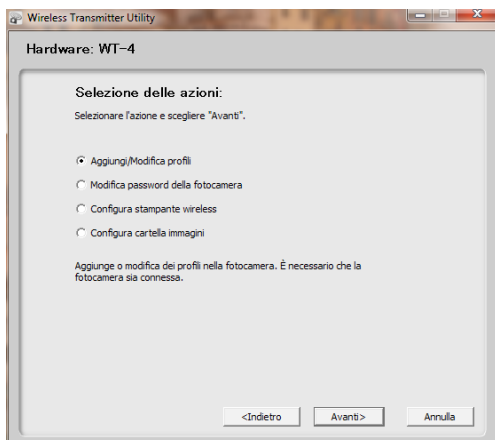 Wireless Transmitter Utility
Hardware: WT-4
Selezione delle azioni:
Selezionare l'azione e scegliere "Avanti".
Aggiungi/Modifica profili
Modifica password della fotocamera
Configura stampante wireless
Configura cartella immagini
Aggiunge o modifica dei profili nella fotocamera. È necessario che la
fotocamera sia connessa.
<Indietro
Avanti>
Annulla